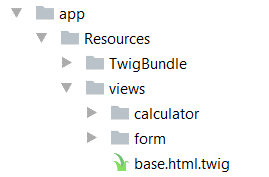 app
Resources
TwigBundle
views
calculator
form
base.html.twig